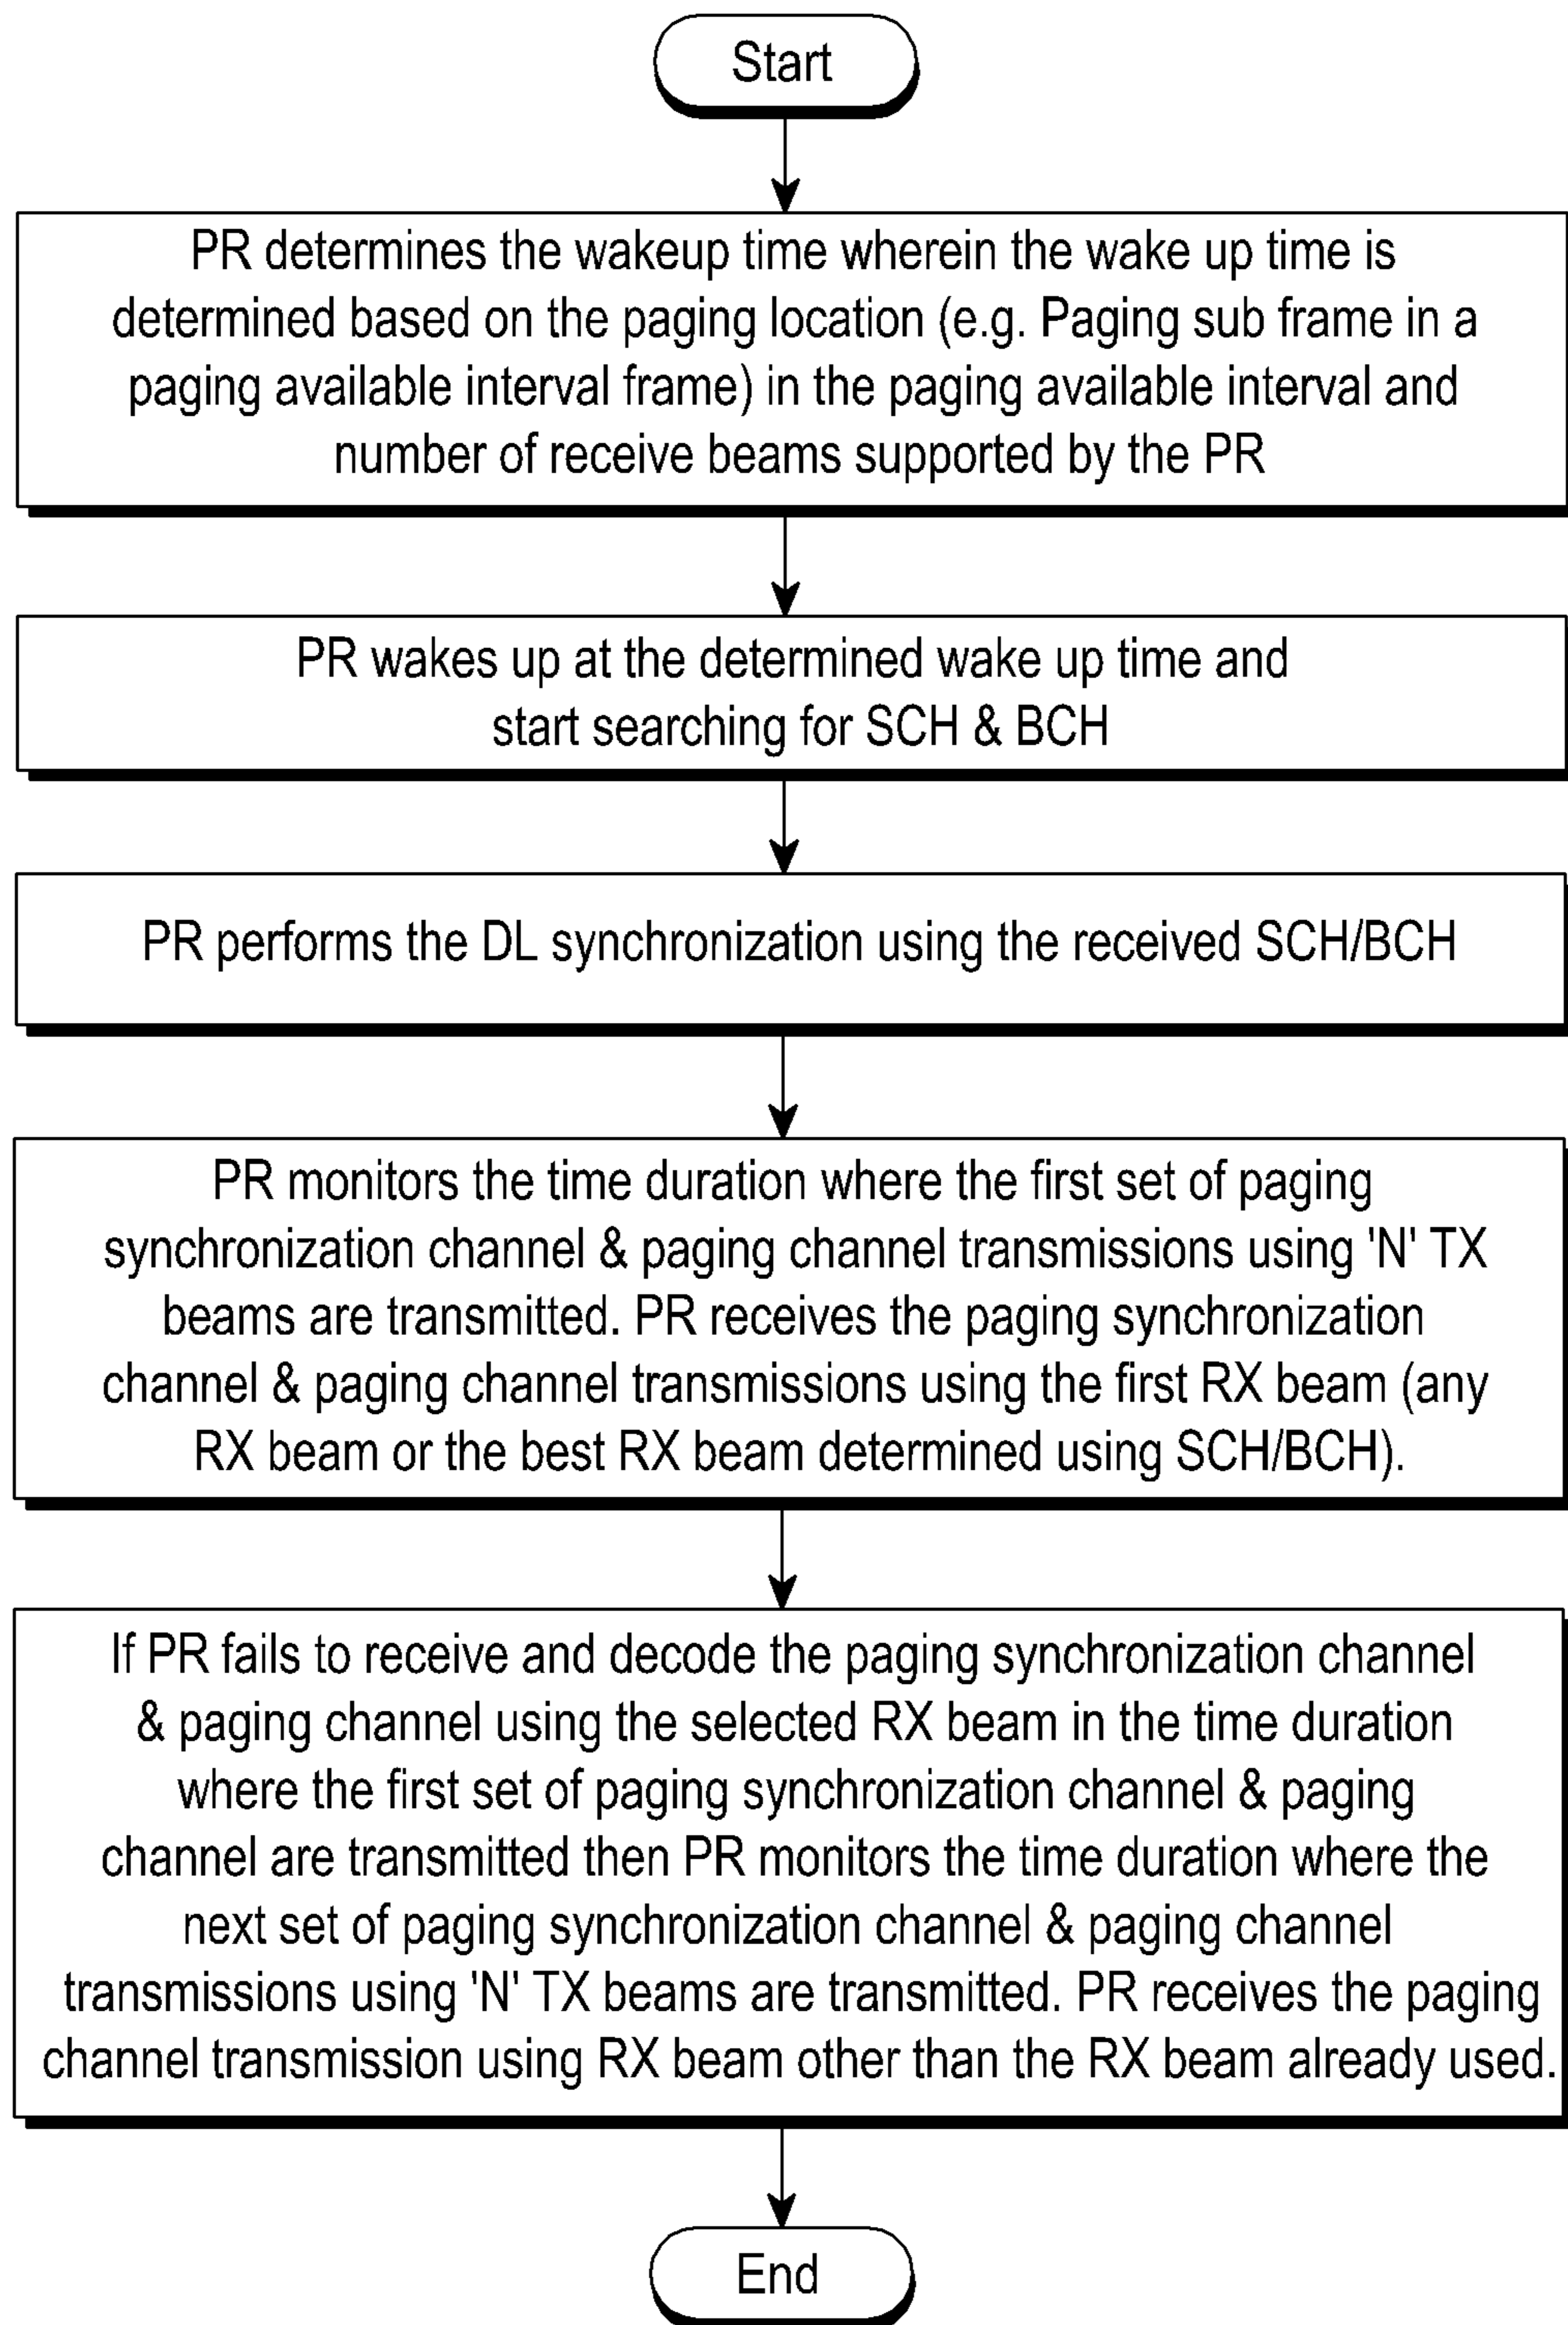 Start
PR determines the wakeup time wherein the wake up time is
determined based on the paging location (e.g. Paging sub frame in a
paging available interval frame) in the paging available interval and
number of receive beams supported by the PR
PR wakes up at the determined wake up time and
start searching for SCH & BCH
PR performs the DL synchronization using the received SCH/BCH
PR monitors the time duration where the first set of paging
synchronization channel & paging channel transmissions using 'N' TX
beams are transmitted. PR receives the paging synchronization
channel & paging channel transmissions using the first RX beam (any
RX beam or the best RX beam determined using SCH/BCH).
If PR fails to receive and decode the paging synchronization channel
& paging channel using the selected RX beam in the time duration
where the first set of paging synchronization channel & paging
channel are transmitted then PR monitors the time duration where the
next set of paging synchronization channel & paging channel
transmissions using 'N' TX beams are transmitted. PR receives the paging
channel transmission using RX beam other than the RX beam already used.
End